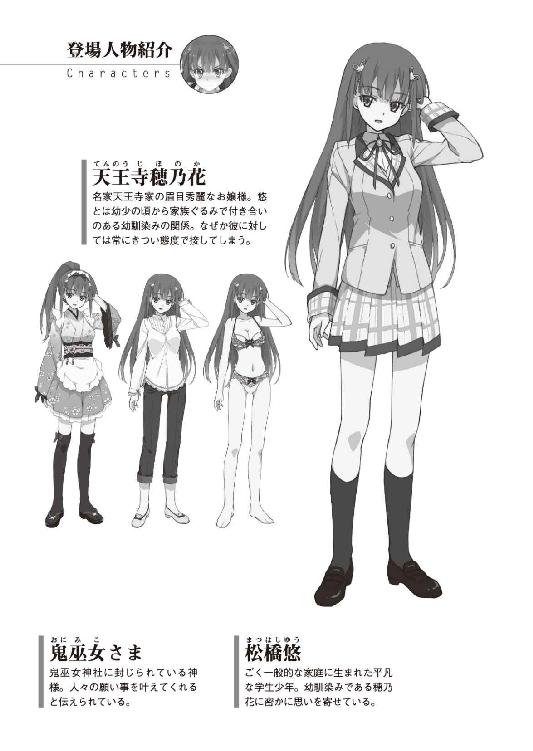 登場人物紹介
Characters
てんのうじほのか
天王寺穂乃花
名家天王寺家の眉目秀麗なお嬢様。悠
とは幼少の頃から家族ぐるみで付き合い
のある幼馴染みの関係。なぜか彼に対し
ては常にきつい態度で接してしまう。
おにみこ
鬼巫女さま
鬼巫女神社に封じられている神
様。人々の願い事を叶えてくれる
と伝えられている。
まつはしゆう
松橋悠
ごく一般的な家庭に生まれた平凡
な学生少年。幼馴染みである穂乃
花に密かに思いを寄せている。